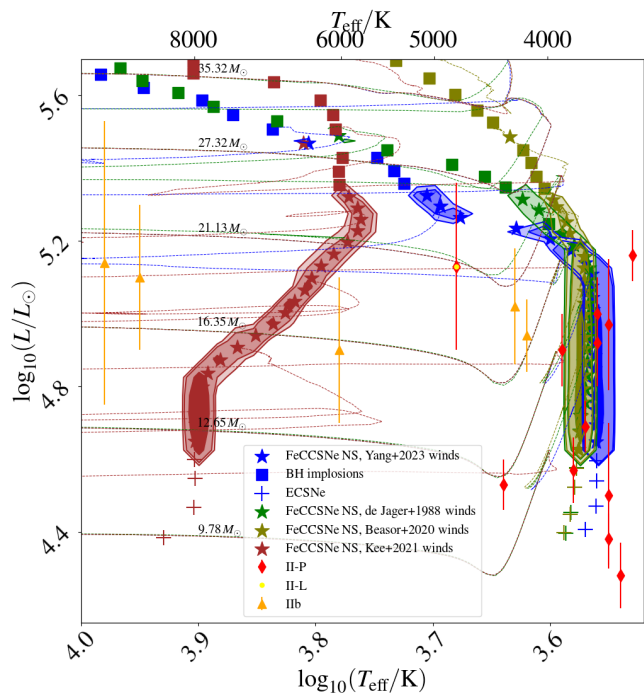 T_eff/K
8000 6000 5000 4000
5.6
5.2
4.8
4.4
log10(L/L⊙)
35.32 M⊙
27.32 M⊙
21.13 M⊙
16.35 M⊙
12.65 M⊙
9.78 M⊙
FeCCSNe NS, Yang+2023 winds
BH implosions
ECSNe
FeCCSNe NS, de Jager+1988 winds
FeCCSNe NS, Beasor+2020 winds
FeCCSNe NS, Kee+2021 winds
II-P
II-L
IIb
4.0 3.9 3.8 3.7 3.6
log10(T_eff/K)